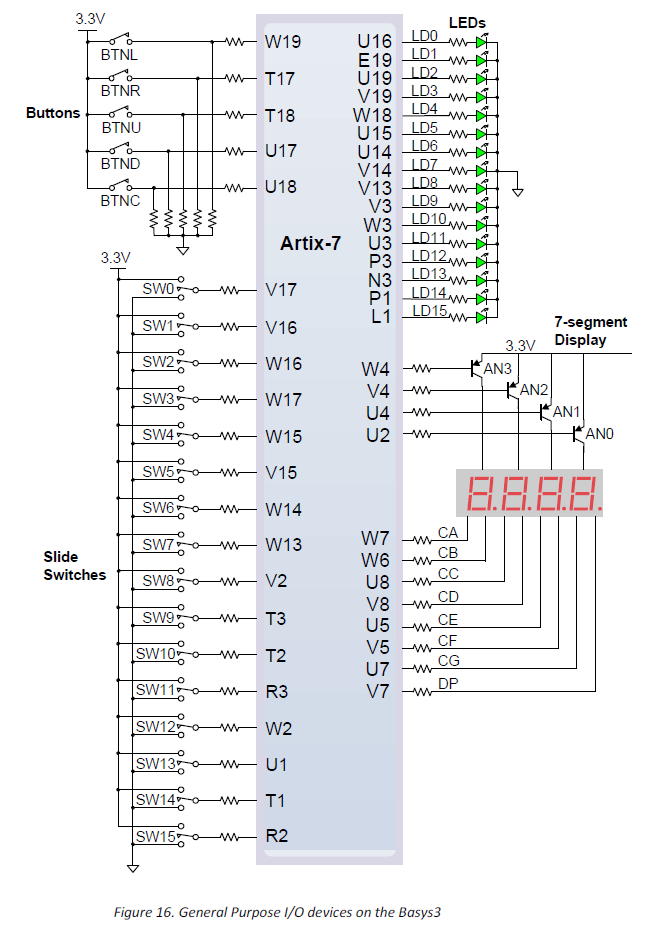 3.3V
BTNL
BTNR
Buttons
BTNU
BTND
BTNC
W19
T17
T18
U17
U18
Artix-7
LEDs
U16 LD0
E19 LD1
U19 LD2
V19 LD3
W18 LD4
U15 LD5
U14 LD6
V14 LD7
V13 LD8
V3 LD9
W3 LD10
U3 LD11
P3 LD12
N3 LD13
P1 LD14
L1 LD15
3.3V
SW0 V17
SW1 V16
SW2 W16
SW3 W17
SW4 W15
SW5 V15
SW6 W14
SW7 W13
Slide
Switches
SW8 V2
SW9 T3
SW10 T2
SW11 R3
SW12 W2
SW13 U1
SW14 T1
SW15 R2
7-segment
Display
3.3V
W4 AN3
V4 AN2
U4 AN1
U2 AN0
8.8.8.8.
W7 CA
W6 CB
U8 CC
V8 CD
U5 CE
V5 CF
U7 CG
V7 DP
Figure 16. General Purpose I/O devices on the Basys3